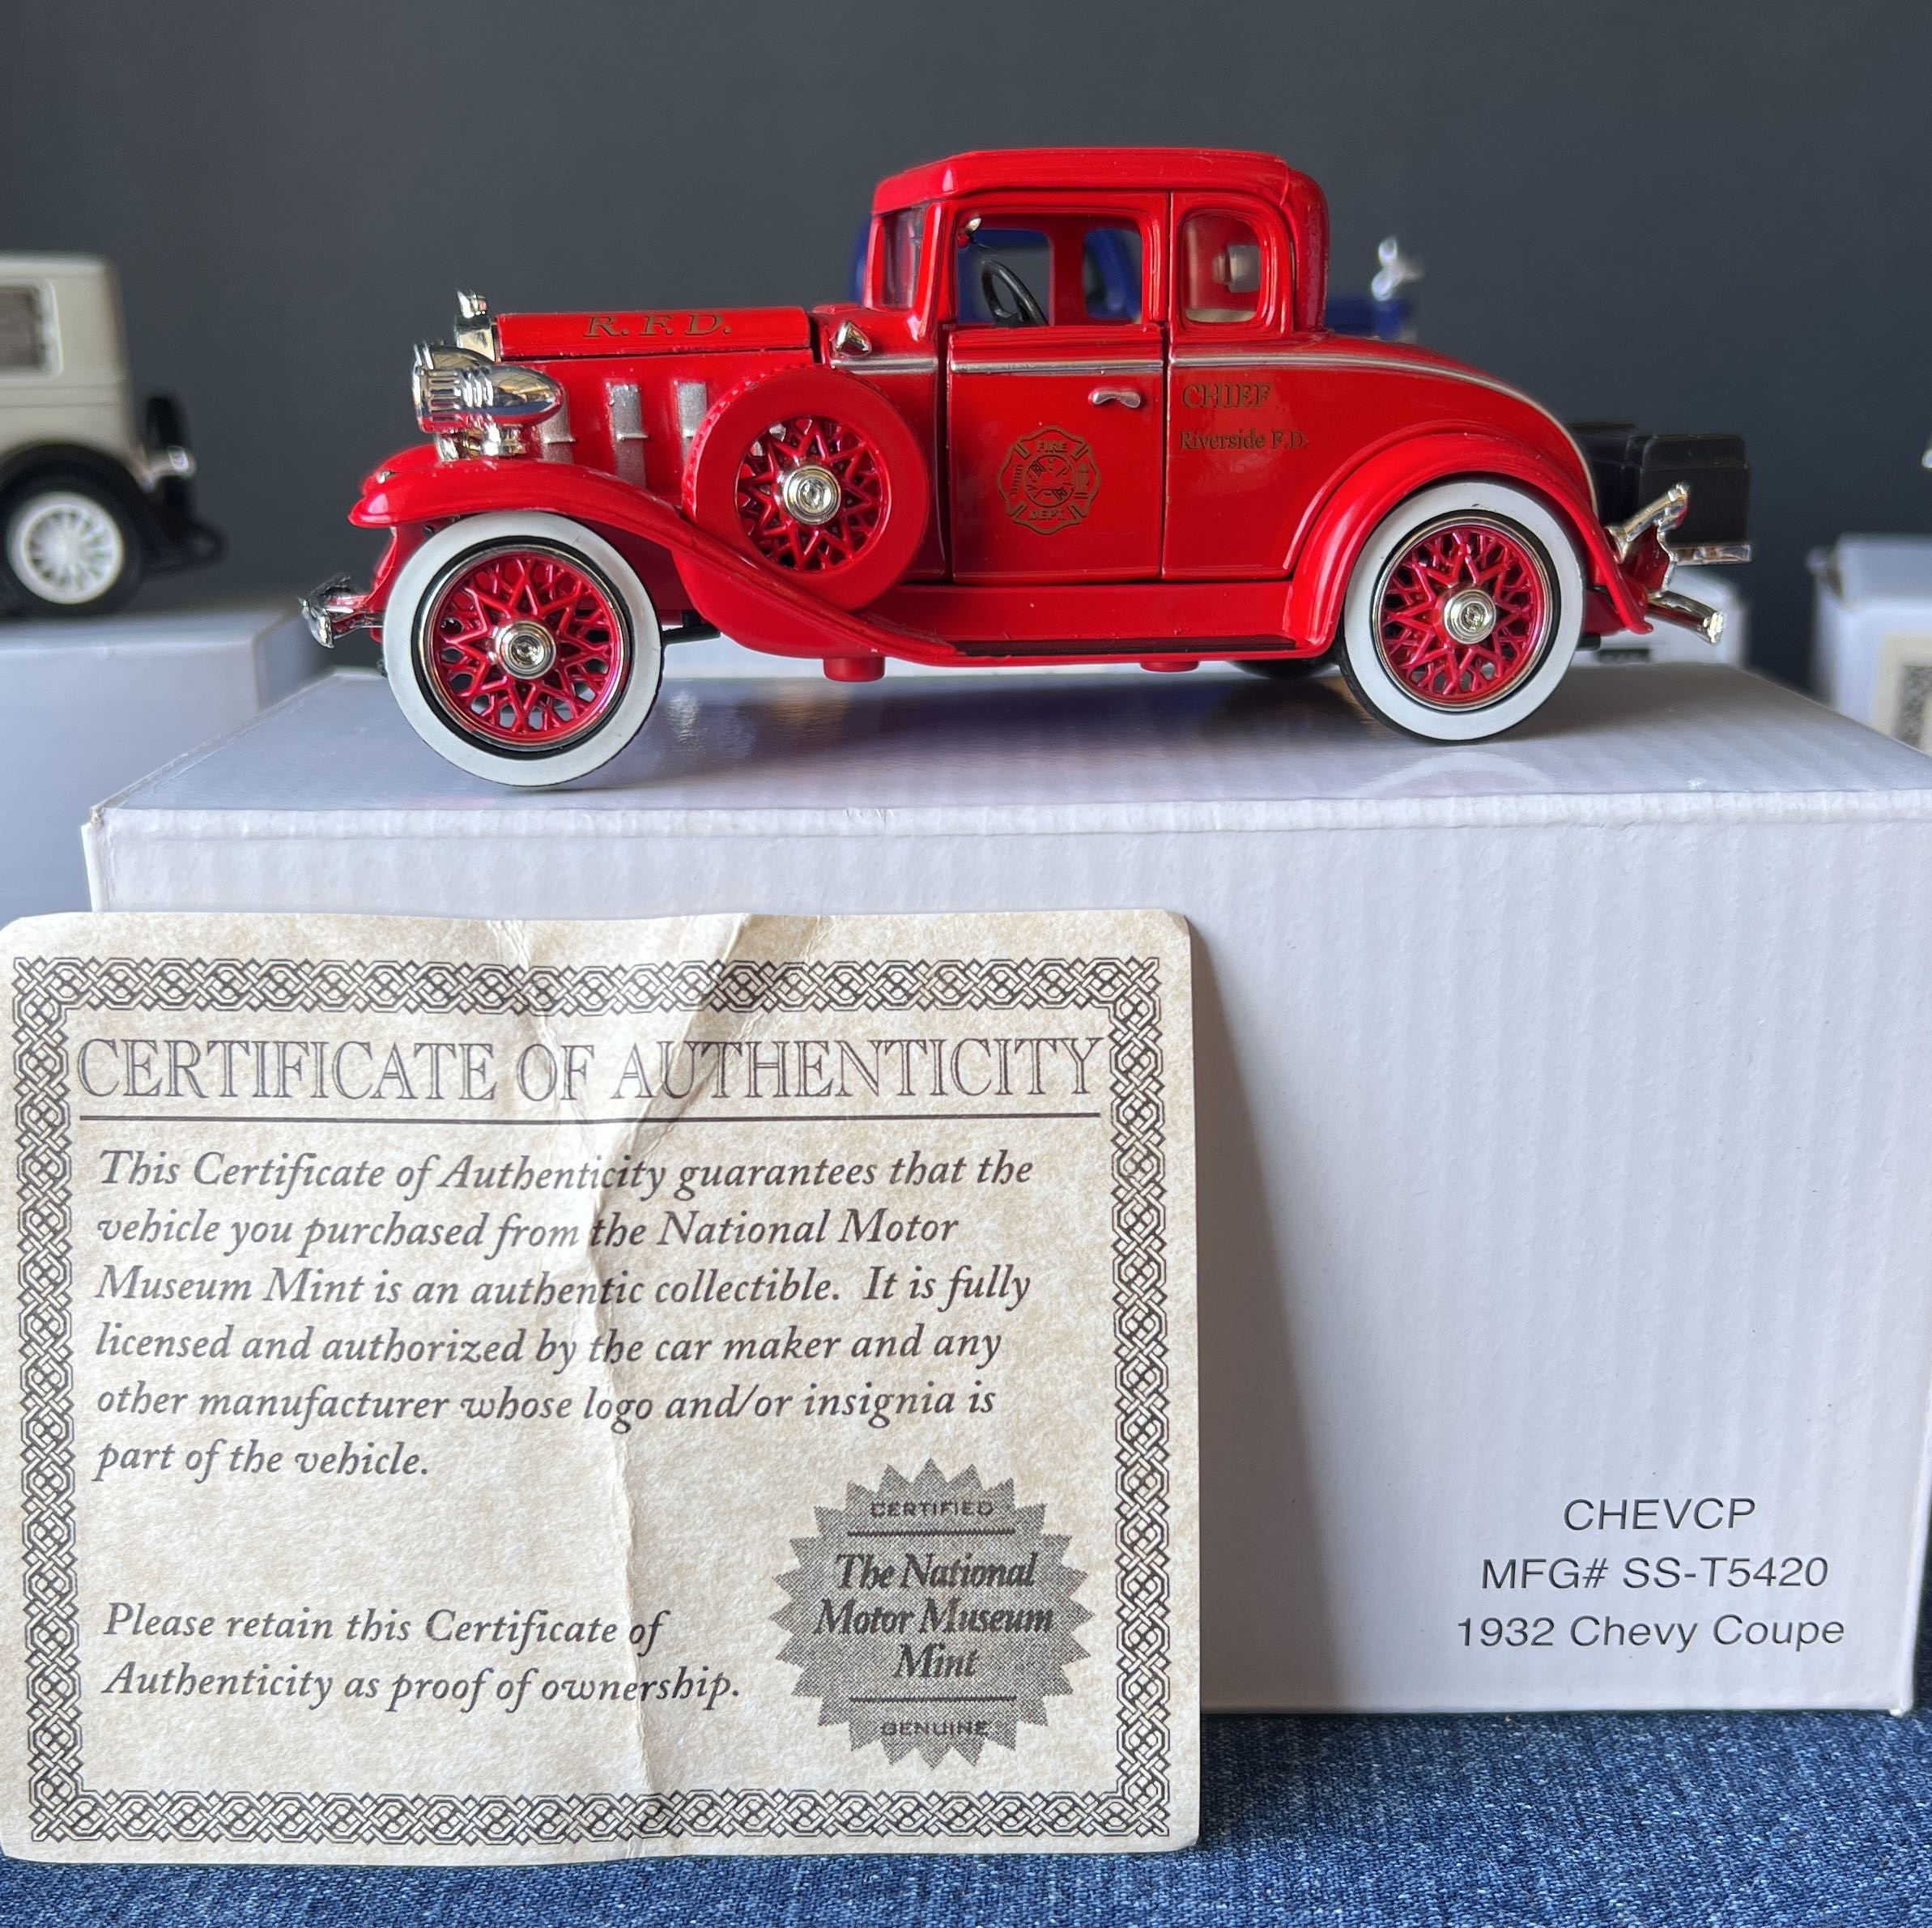 R.F.D.
CHIEF
Riverside F.D.
FIRE
DEPT.
CERTIFICATE OF AUTHENTICITY
This Certificate of Authenticity guarantees that the
vehicle you purchased from the National Motor
Museum Mint is an authentic collectible. It is fully
licensed and authorized by the car maker and any
other manufacturer whose logo and/or insignia is
part of the vehicle.
Please retain this Certificate of
Authenticity as proof of ownership.
CERTIFIED
The National
Motor Museum
Mint
GENUINE
CHEVCP
MFG# SS-T5420
1932 Chevy Coupe